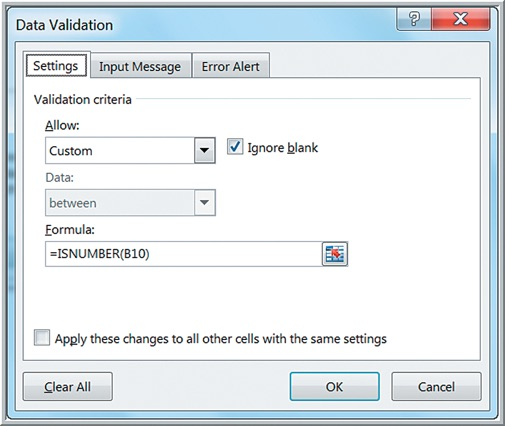 Data Validation
Settings Input Message Error Alert
Validation criteria
Allow:
Custom Ignore blank
Data:
between
Formula:
=ISNUMBER(B10)
Apply these changes to all other cells with the same settings
Clear All OK Cancel